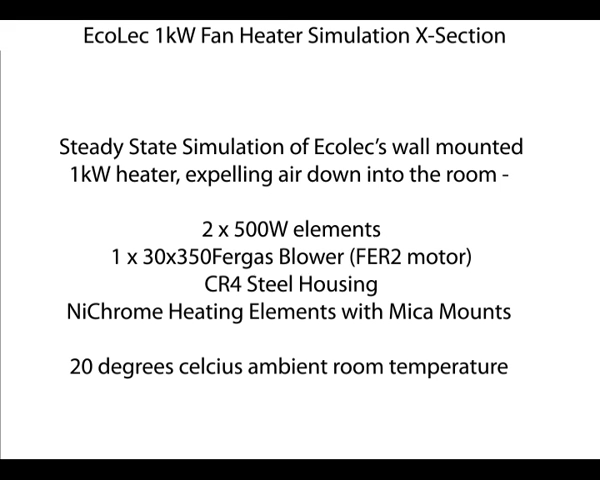 EcoLec 1kW Fan Heater Simulation X-Section
Steady State Simulation of Ecolec's wall mounted
1kW heater, expelling air down into the room -
2 x 500W elements
1 x 30x350Fergas Blower (FER2 motor)
CR4 Steel Housing
NiChrome Heating Elements with Mica Mounts
20 degrees celcius ambient room temperature